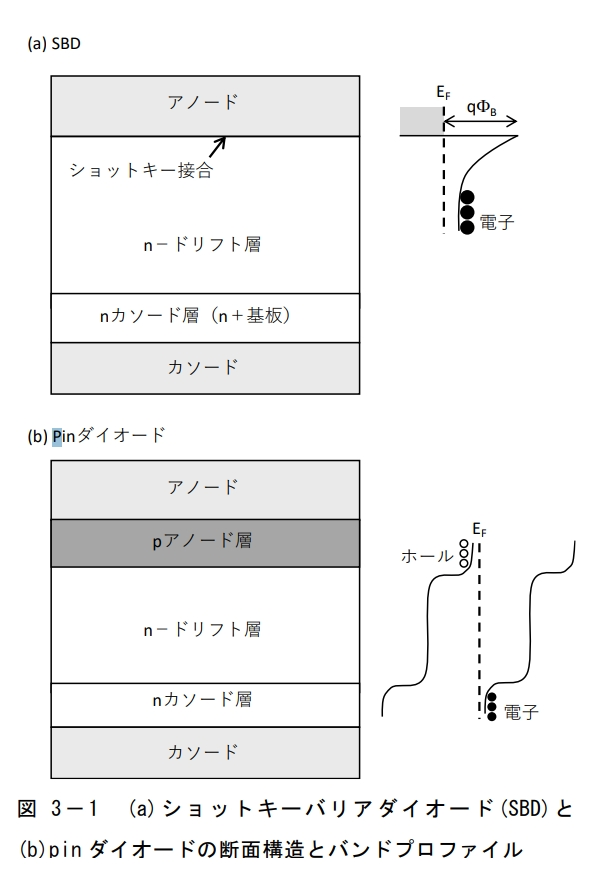 (a) SBD
アノード
ショットキー接合
n－ドリフト層
nカソード層（n＋基板）
カソード
EF
qΦB
電子
(b) Pinダイオード
アノード
pアノード層
n－ドリフト層
nカソード層
カソード
EF
ホール
電子
図 3－1 (a)ショットキーバリアダイオード(SBD)と
(b)pin ダイオードの断面構造とバンドプロファイル